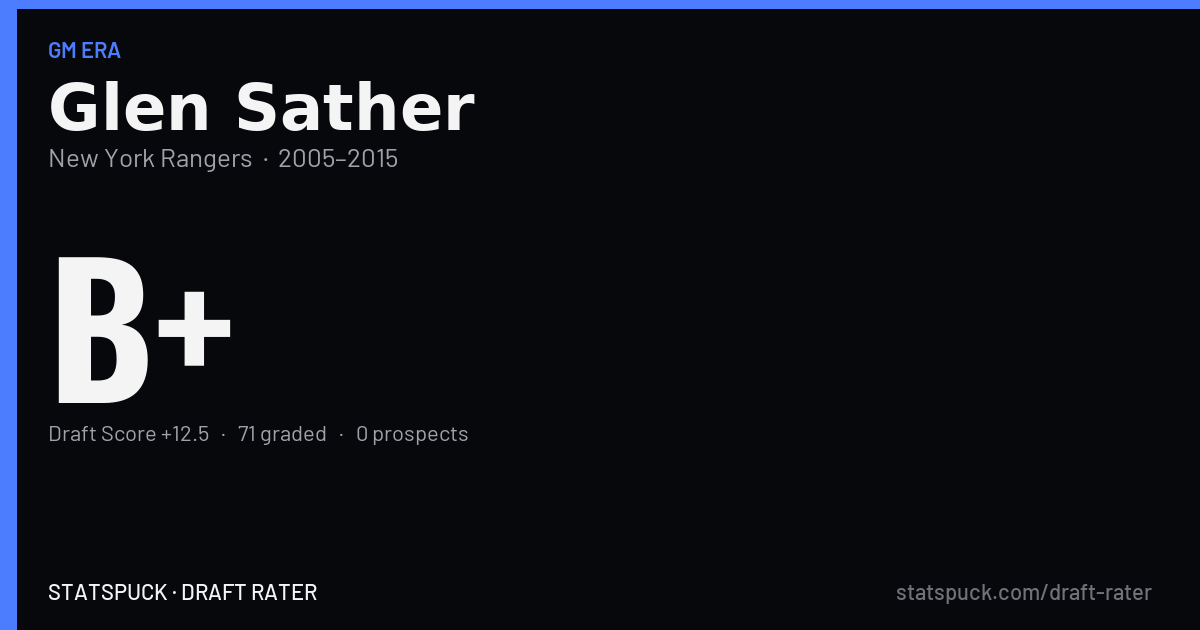 GM ERA
Glen Sather
New York Rangers · 2005–2015
B+
Draft Score +12.5 · 71 graded · 0 prospects
STATSPUCK · DRAFT RATER
statspuck.com/draft-rater